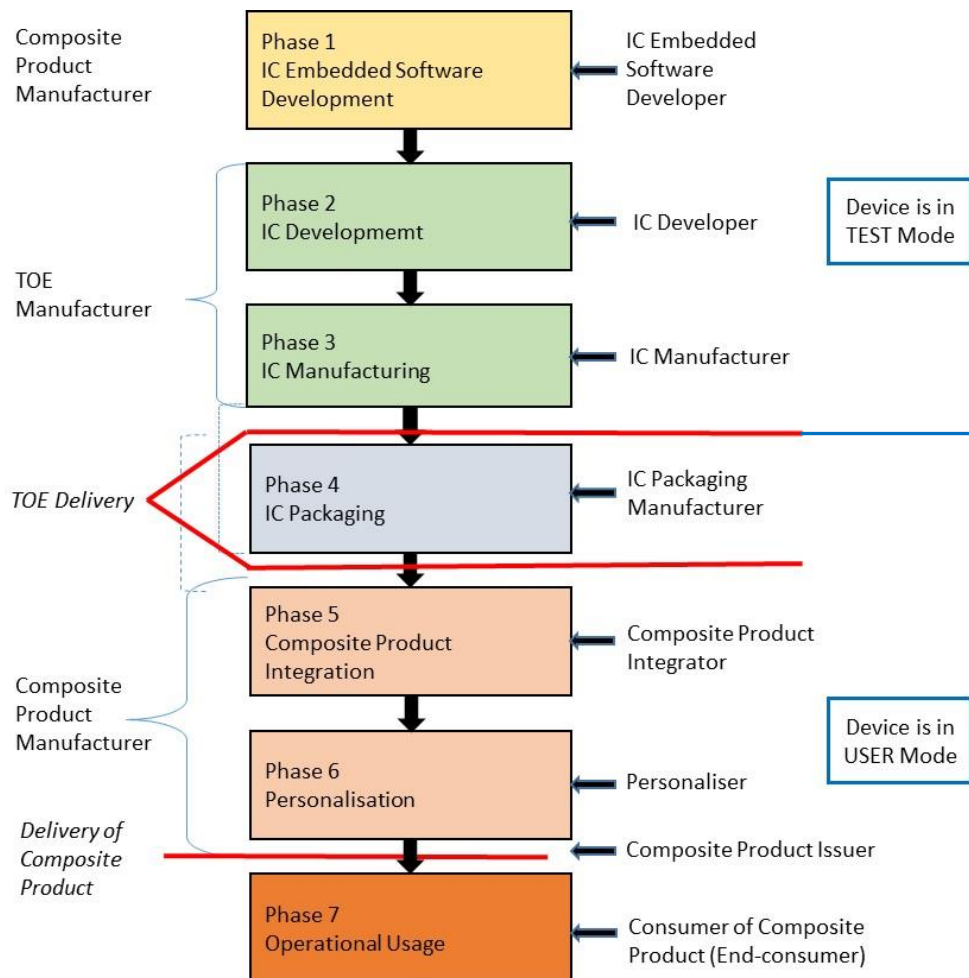 Composite
Product
Manufacturer
Phase 1
IC Embedded Software
Development
IC Embedded
Software
Developer
Phase 2
IC Developmemt
IC Developer
Device is in
TEST Mode
TOE
Manufacturer
Phase 3
IC Manufacturing
IC Manufacturer
TOE Delivery
Phase 4
IC Packaging
IC Packaging
Manufacturer
Phase 5
Composite Product
Integration
Composite Product
Integrator
Composite
Product
Manufacturer
Device is in
USER Mode
Phase 6
Personalisation
Personaliser
Delivery of
Composite
Product
Composite Product Issuer
Phase 7
Operational Usage
Consumer of Composite
Product (End-consumer)